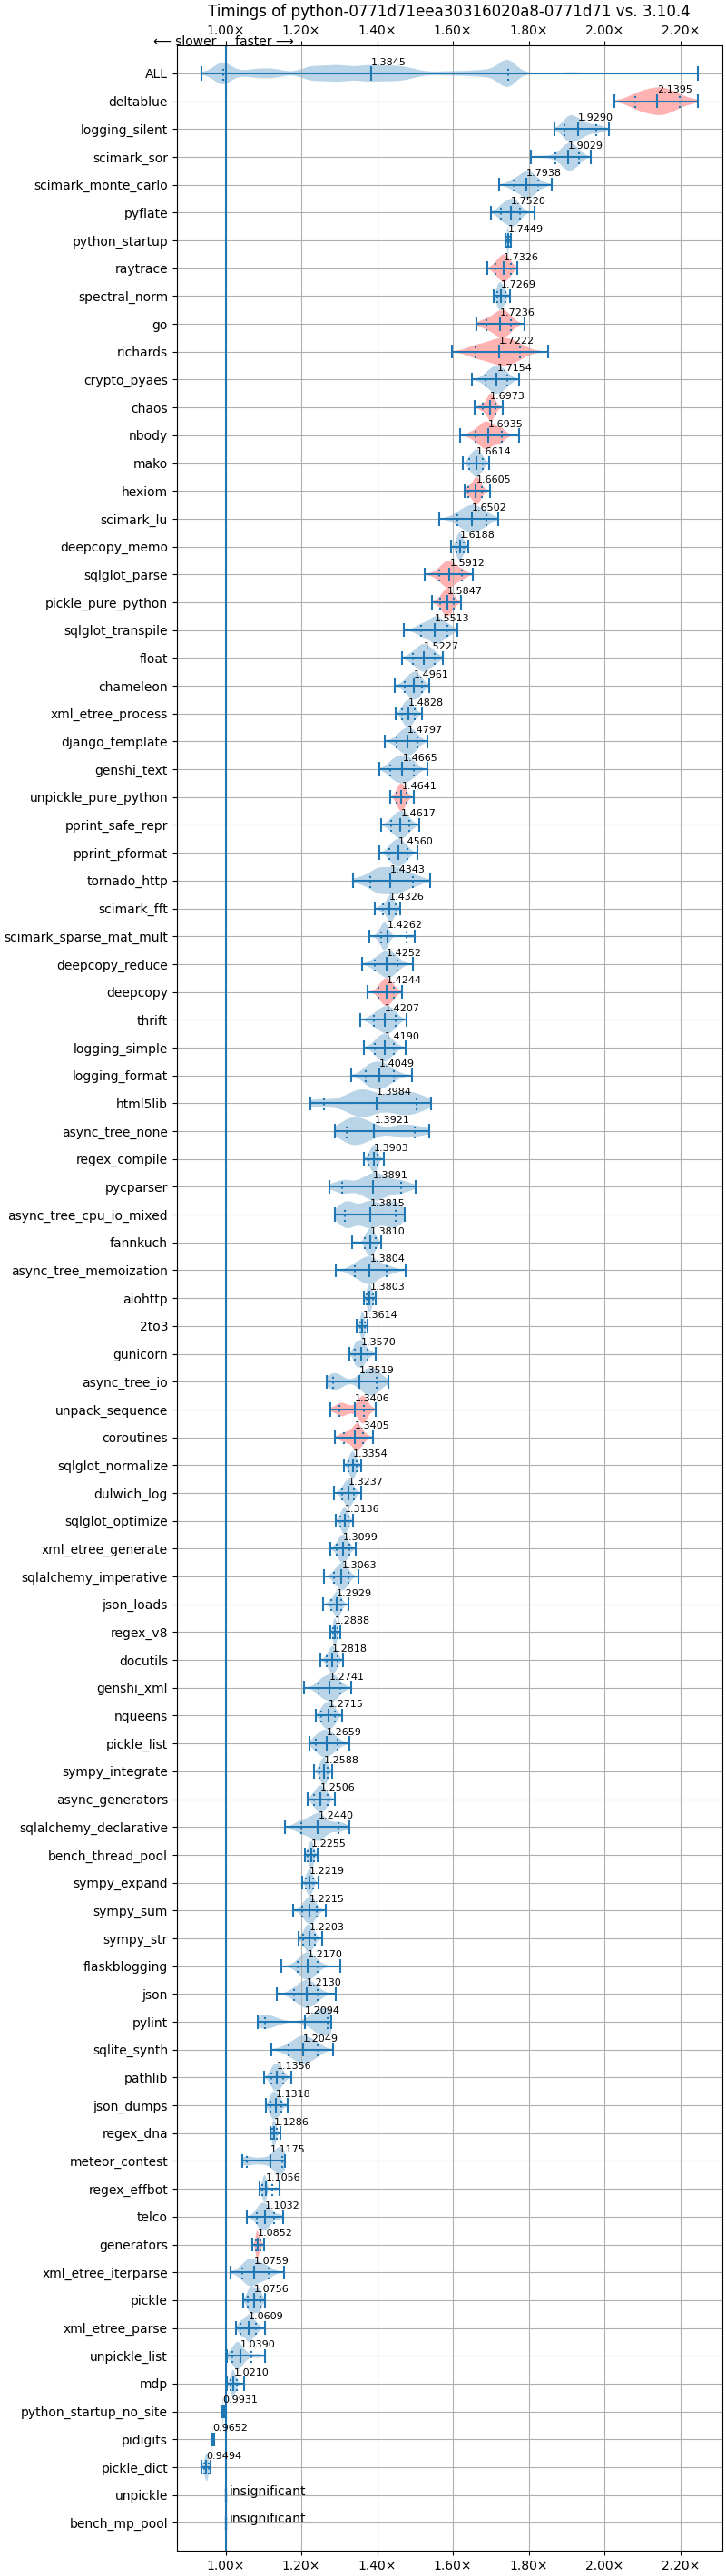 Timings of python-0771d71eea30316020a8-0771d71 vs. 3.10.4
1.00× 1.20× 1.40× 1.60× 1.80× 2.00× 2.20×
⟵ slower faster ⟶
ALL 1.3845
deltablue 2.1395
logging_silent 1.9290
scimark_sor 1.9029
scimark_monte_carlo 1.7938
pyflate 1.7520
python_startup 1.7449
raytrace 1.7326
spectral_norm 1.7269
go 1.7236
richards 1.7222
crypto_pyaes 1.7154
chaos 1.6973
nbody 1.6935
mako 1.6614
hexiom 1.6605
scimark_lu 1.6502
deepcopy_memo 1.6188
sqlglot_parse 1.5912
pickle_pure_python 1.5847
sqlglot_transpile 1.5513
float 1.5227
chameleon 1.4961
xml_etree_process 1.4828
django_template 1.4797
genshi_text 1.4665
unpickle_pure_python 1.4641
pprint_safe_repr 1.4617
pprint_pformat 1.4560
tornado_http 1.4343
scimark_fft 1.4326
scimark_sparse_mat_mult 1.4262
deepcopy_reduce 1.4252
deepcopy 1.4244
thrift 1.4207
logging_simple 1.4190
logging_format 1.4049
html5lib 1.3984
async_tree_none 1.3921
regex_compile 1.3903
pycparser 1.3891
async_tree_cpu_io_mixed 1.3815
fannkuch 1.3810
async_tree_memoization 1.3804
aiohttp 1.3803
2to3 1.3614
gunicorn 1.3570
async_tree_io 1.3519
unpack_sequence 1.3406
coroutines 1.3405
sqlglot_normalize 1.3354
dulwich_log 1.3237
sqlglot_optimize 1.3136
xml_etree_generate 1.3099
sqlalchemy_imperative 1.3063
json_loads 1.2929
regex_v8 1.2888
docutils 1.2818
genshi_xml 1.2741
nqueens 1.2715
pickle_list 1.2659
sympy_integrate 1.2588
async_generators 1.2506
sqlalchemy_declarative 1.2440
bench_thread_pool 1.2255
sympy_expand 1.2219
sympy_sum 1.2215
sympy_str 1.2203
flaskblogging 1.2170
json 1.2130
pylint 1.2094
sqlite_synth 1.2049
pathlib 1.1356
json_dumps 1.1318
regex_dna 1.1286
meteor_contest 1.1175
regex_effbot 1.1056
telco 1.1032
generators 1.0852
xml_etree_iterparse 1.0759
pickle 1.0756
xml_etree_parse 1.0609
unpickle_list 1.0390
mdp 1.0210
python_startup_no_site 0.9931
pidigits 0.9652
pickle_dict 0.9494
unpickle insignificant
bench_mp_pool insignificant
1.00× 1.20× 1.40× 1.60× 1.80× 2.00× 2.20×